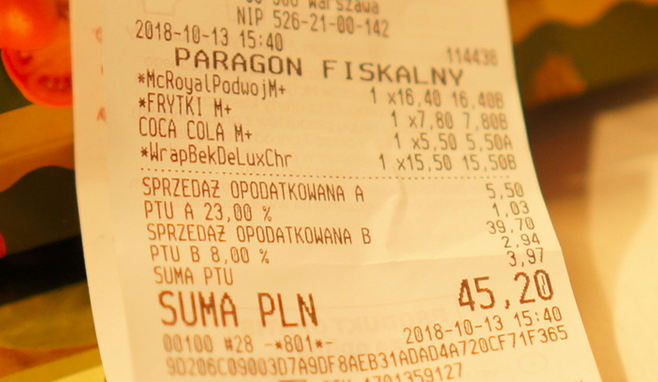 Warszawa
NIP 526-21-00-142
2018-10-13 15:40 114438
PARAGON FISKALNY
*McRoyalPodwojM+ 1 x16,40 16,40B
*FRYTKI M+ 1 x7,80 7,80B
COCA COLA M+ 1 x5,50 5,50A
*WrapBekDeLuxChr 1 x15,50 15,50B
SPRZEDAŻ OPODATKOWANA A 5,50
PTU A 23,00 % 1,03
SPRZEDAŻ OPODATKOWANA B 39,70
PTU B 8,00 % 2,94
SUMA PTU 3,97
SUMA PLN 45,20
00100 #28 -*801*- 2018-10-13 15:40
9D206C09003D7A9DF8AEB31ADAD4A720CF71F365
1701359127